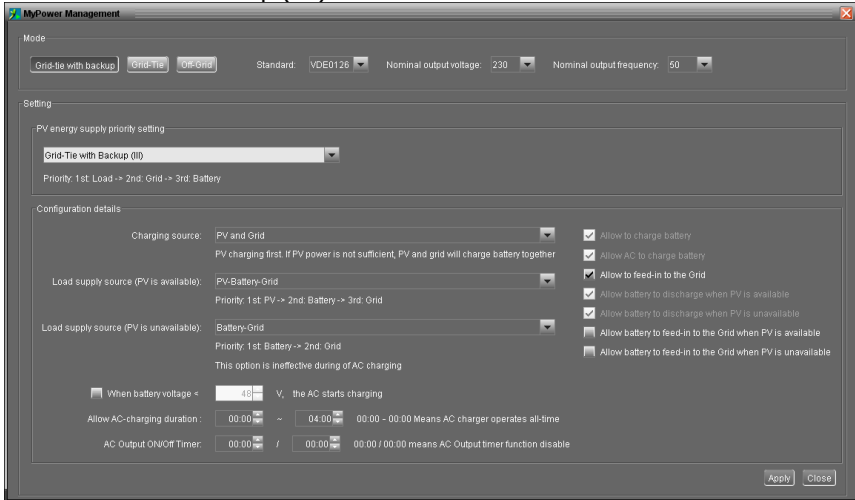 MyPower Management
Mode
Grid-tie with backup Grid-Tie Off-Grid Standard: VDE0126 Nominal output voltage: 230 Nominal output frequency: 50
Setting
PV energy supply priority setting
Grid-Tie with Backup (III)
Priority: 1st: Load -> 2nd: Grid -> 3rd: Battery
Configuration details
Charging source: PV and Grid Allow to charge battery
PV charging first. If PV power is not sufficient, PV and grid will charge battery together Allow AC to charge battery
Allow to feed-in to the Grid
Load supply source (PV is available): PV-Battery-Grid
Allow battery to discharge when PV is available
Priority: 1st: PV -> 2nd: Battery -> 3rd: Grid
Allow battery to discharge when PV is unavailable
Load supply source (PV is unavailable): Battery-Grid Allow battery to feed-in to the Grid when PV is available
Priority: 1st: Battery -> 2nd: Grid Allow battery to feed-in to the Grid when PV is unavailable
This option is ineffective during of AC charging
When battery voltage < 48 V, the AC starts charging
Allow AC-charging duration : 00:00 ~ 04:00 00:00 - 00:00 Means AC charger operates all-time
AC Output ON/Off Timer: 00:00 / 00:00 00:00 / 00:00 means AC Output timer function disable
Apply Close